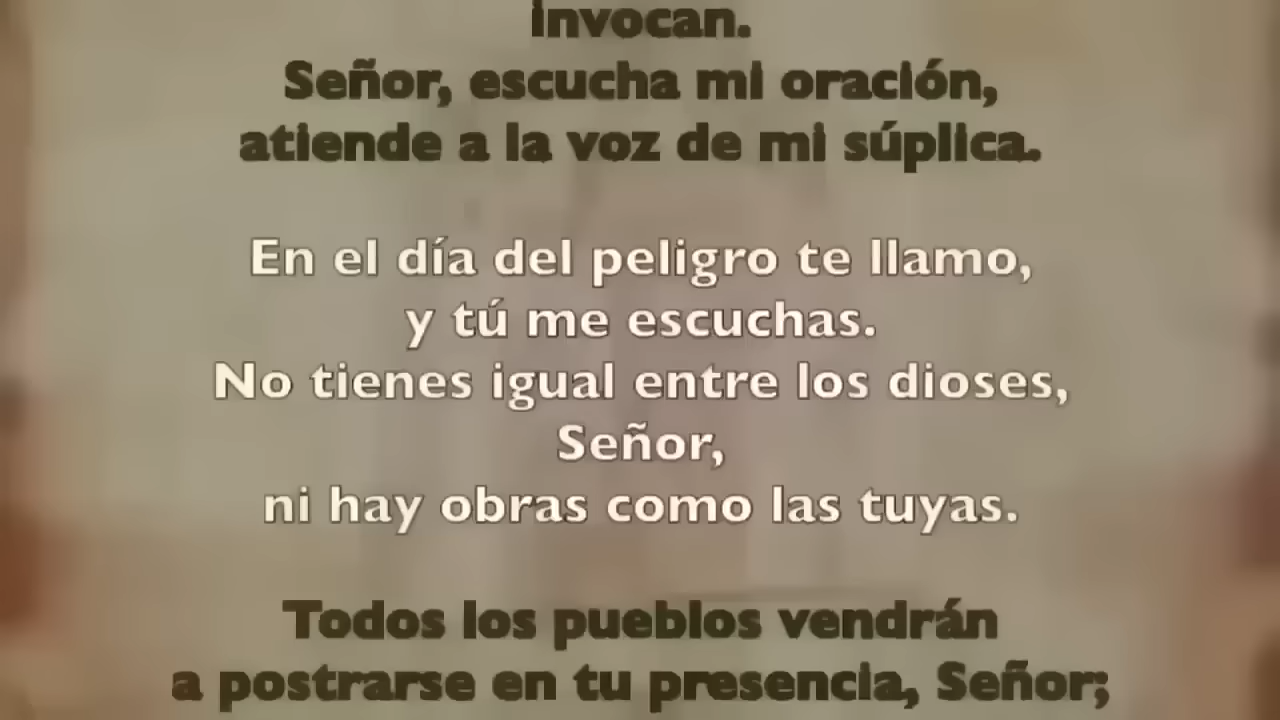 invocan.
Señor, escucha mi oración,
atiende a la voz de mi súplica.
En el día del peligro te llamo,
y tú me escuchas.
No tienes igual entre los dioses,
Señor,
ni hay obras como las tuyas.
Todos los pueblos vendrán
a postrarse en tu presencia, Señor;